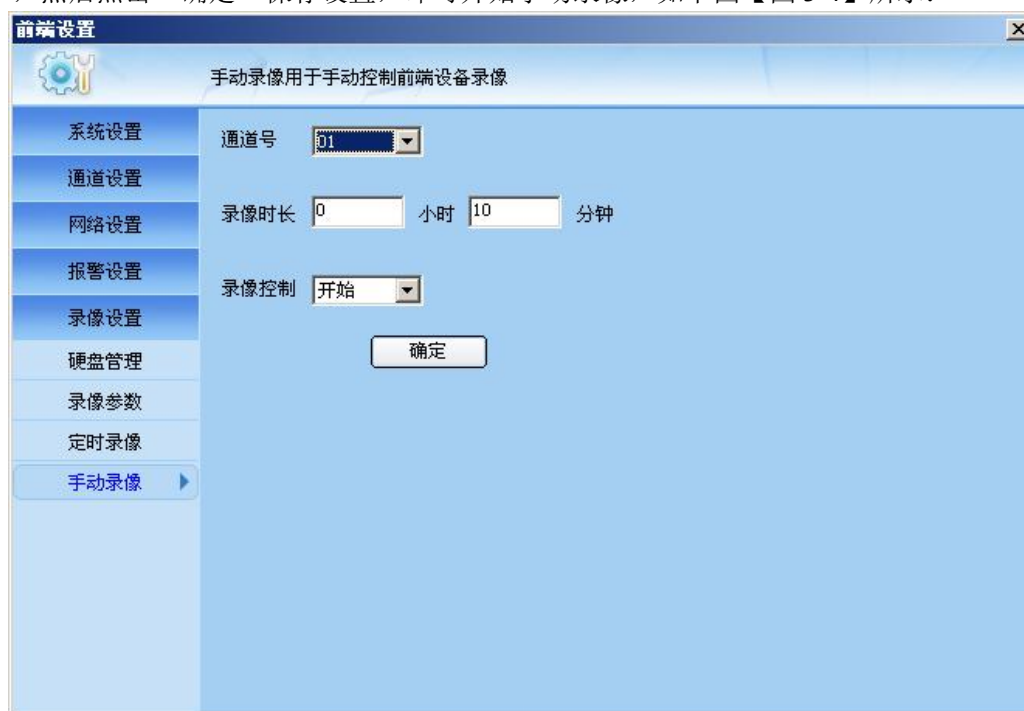 前端设置
手动录像用于手动控制前端设备录像
系统设置
通道设置
网络设置
报警设置
录像设置
硬盘管理
录像参数
定时录像
手动录像
通道号 01
录像时长 0 小时 10 分钟
录像控制 开始
确定